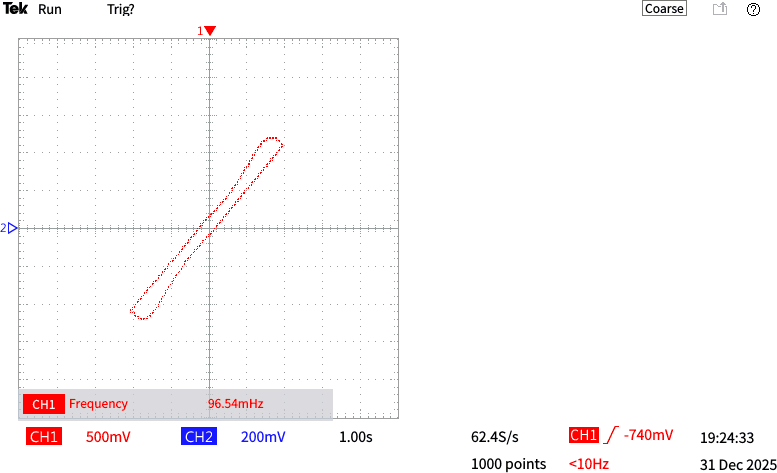 Tek Run Trig? Coarse ?
1
2
CH1 Frequency 96.54mHz
CH1 500mV CH2 200mV 1.00s 62.4S/s CH1 -740mV 19:24:33
1000 points <10Hz 31 Dec 2025